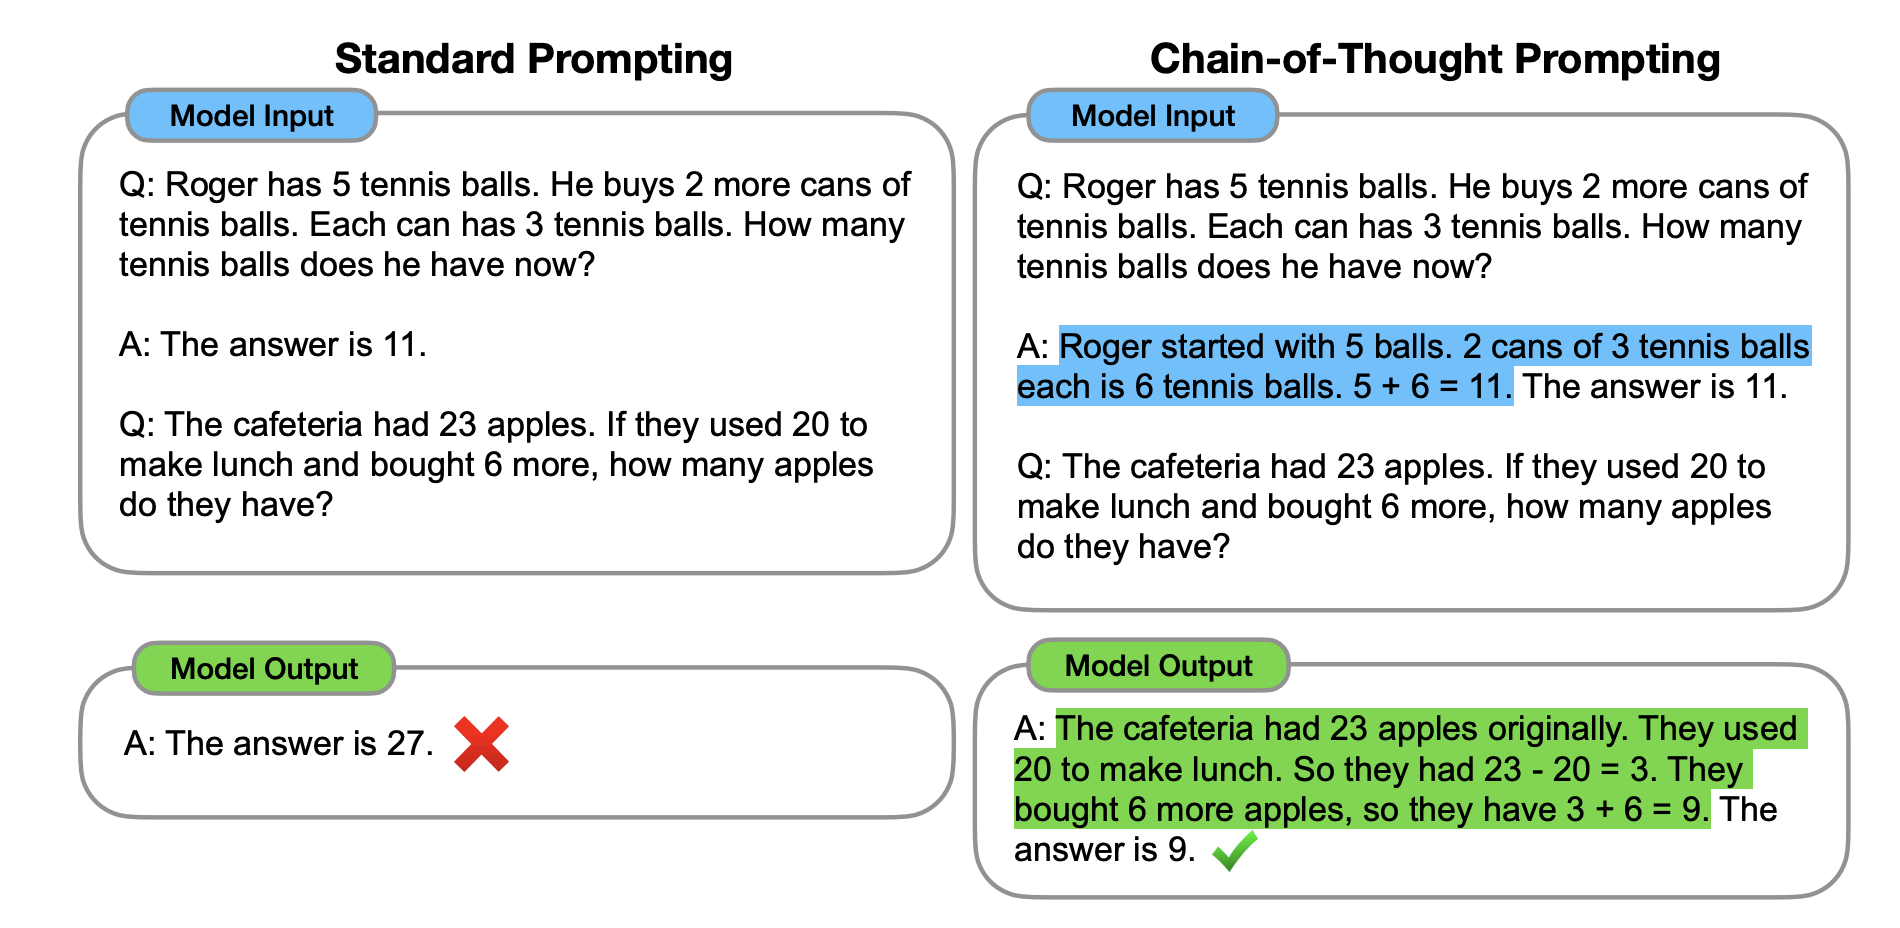 Standard Prompting
Model Input
Q: Roger has 5 tennis balls. He buys 2 more cans of
tennis balls. Each can has 3 tennis balls. How many
tennis balls does he have now?
A: The answer is 11.
Q: The cafeteria had 23 apples. If they used 20 to
make lunch and bought 6 more, how many apples
do they have?
Model Output
A: The answer is 27.
Chain-of-Thought Prompting
Model Input
Q: Roger has 5 tennis balls. He buys 2 more cans of
tennis balls. Each can has 3 tennis balls. How many
tennis balls does he have now?
A: Roger started with 5 balls. 2 cans of 3 tennis balls
each is 6 tennis balls. 5 + 6 = 11. The answer is 11.
Q: The cafeteria had 23 apples. If they used 20 to
make lunch and bought 6 more, how many apples
do they have?
Model Output
A: The cafeteria had 23 apples originally. They used
20 to make lunch. So they had 23 - 20 = 3. They
bought 6 more apples, so they have 3 + 6 = 9. The
answer is 9.